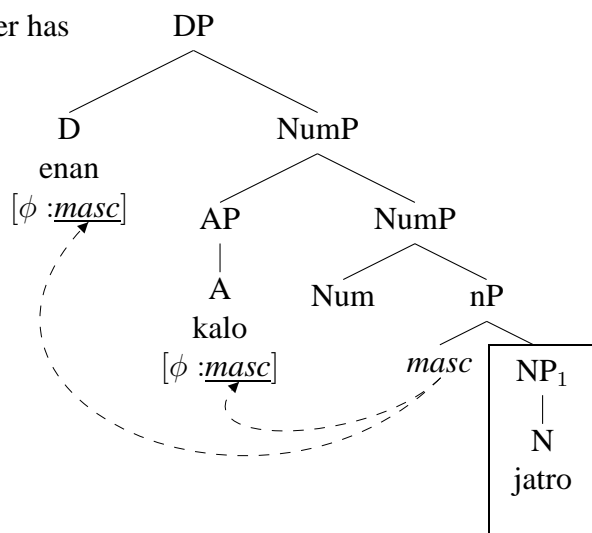 er has
DP
D
NumP
enan
[ϕ :masc]
AP
NumP
A
Num
nP
kalo
[ϕ :masc]
masc
NP₁
N
jatro